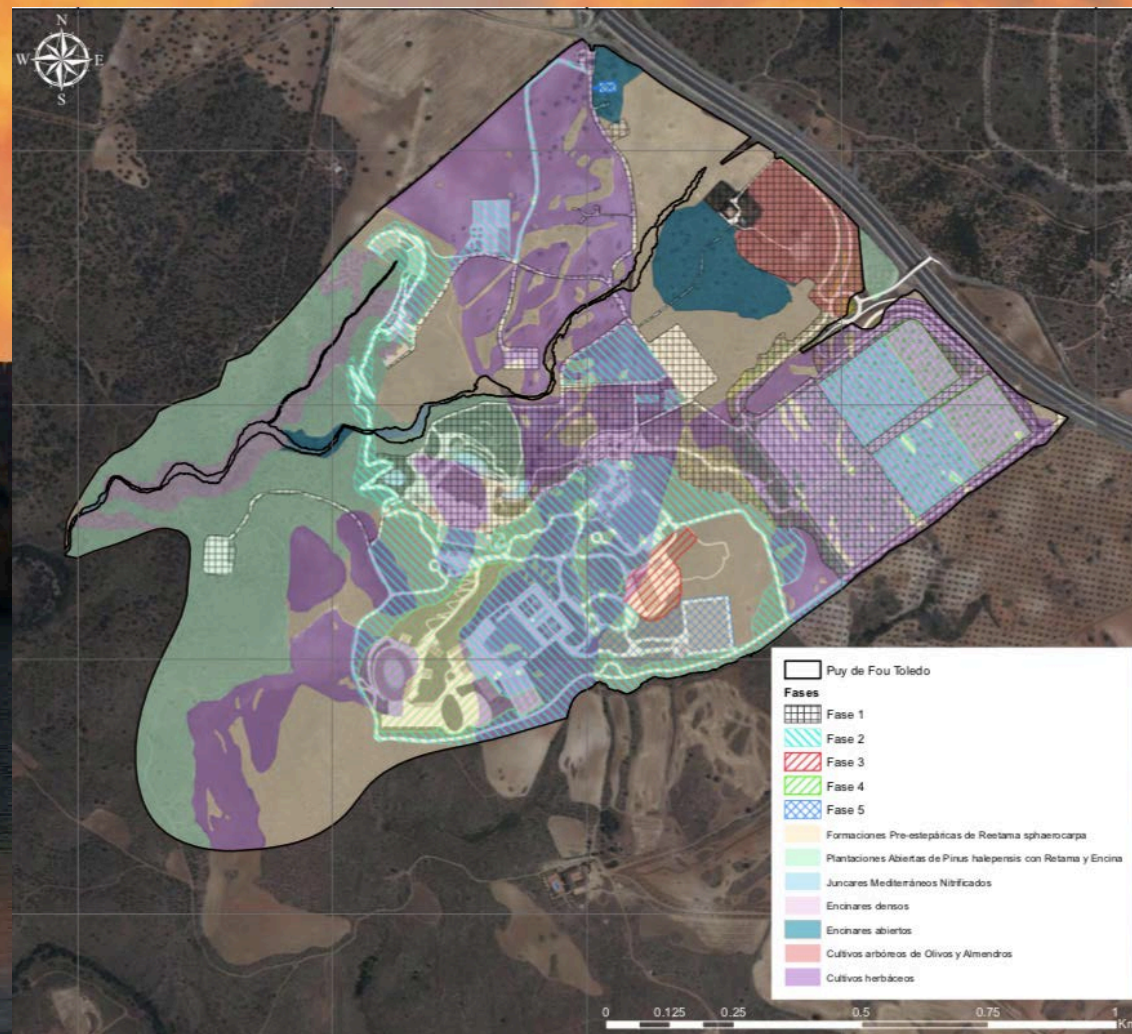 N
W E
S
Puy de Fou Toledo
Fases
Fase 1
Fase 2
Fase 3
Fase 4
Fase 5
Formaciones Pre-estepáricas de Reetama sphaerocarpa
Plantaciones Abiertas de Pinus halepensis con Retama y Encina
Juncares Mediterráneos Nitrificados
Encinares densos
Encinares abiertos
Cultivos arbóreos de Olivos y Almendros
Cultivos herbáceos
0 0.125 0.25 0.5 0.75 1